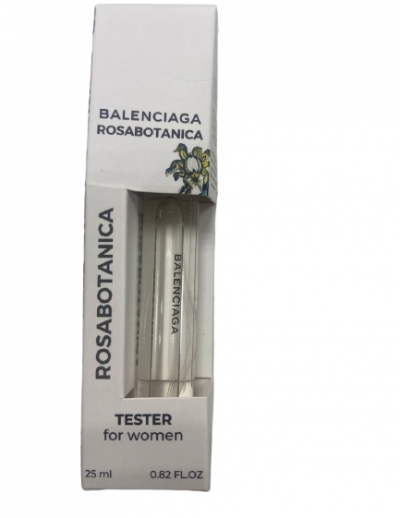 BALENCIAGA
ROSABOTANICA
ROSABOTANICA
BALENCIAGA
TESTER
for women
25 ml 0.82 FL.OZ